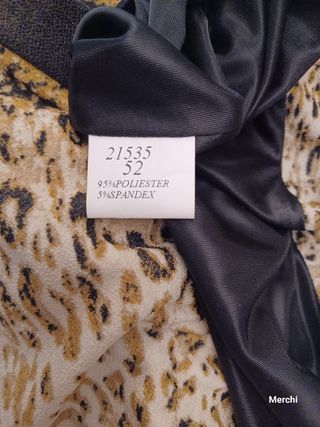 21535
52
95%POLIESTER
5%SPANDEX
Merchi